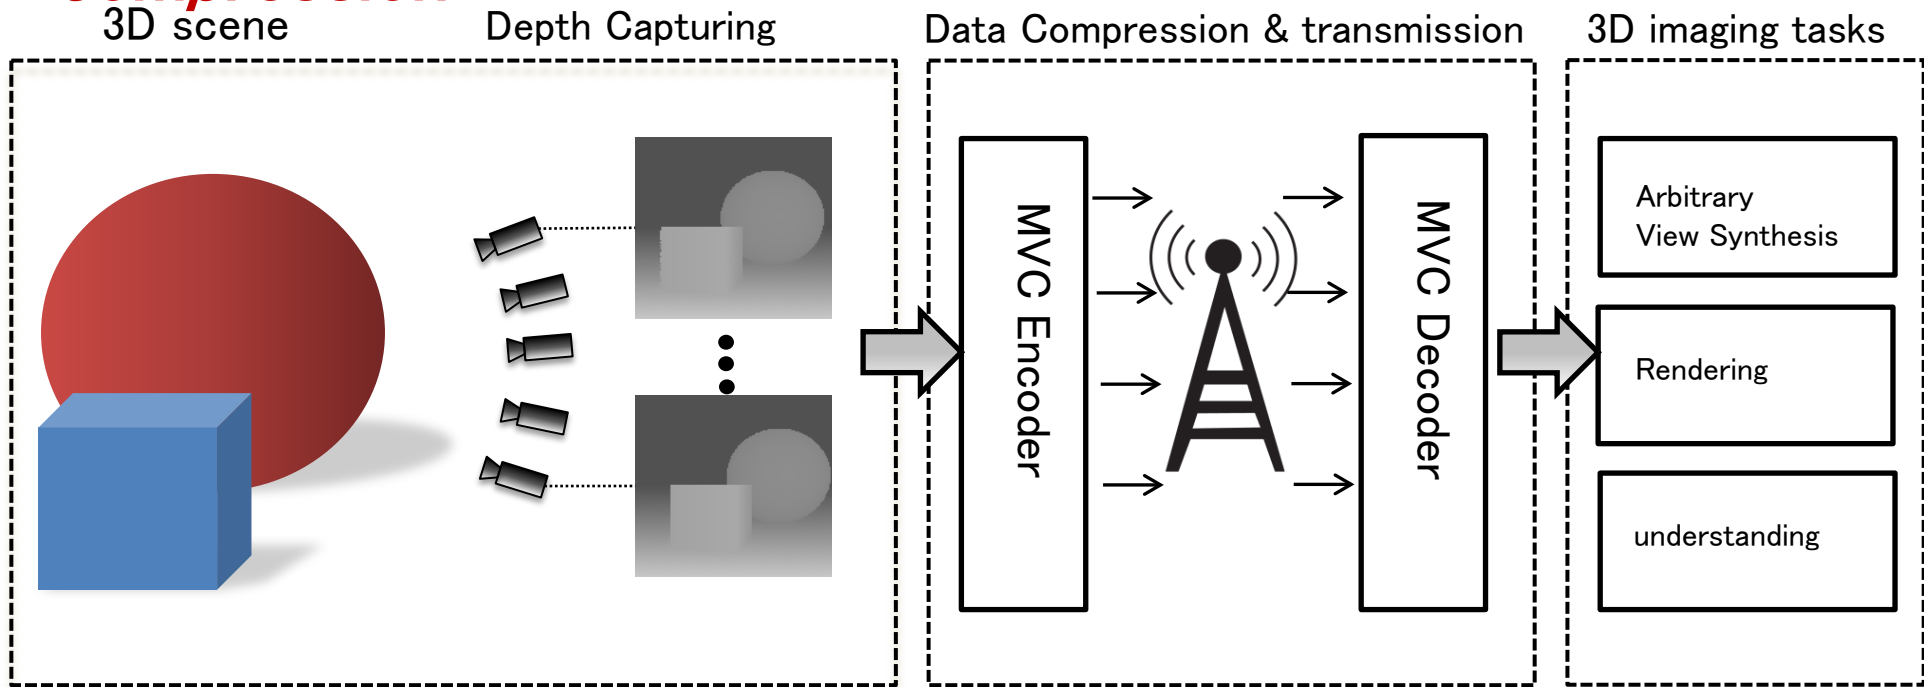 3D scene
Depth Capturing
Data Compression & transmission
3D imaging tasks
MVC Encoder
MVC Decoder
Arbitrary
View Synthesis
Rendering
understanding